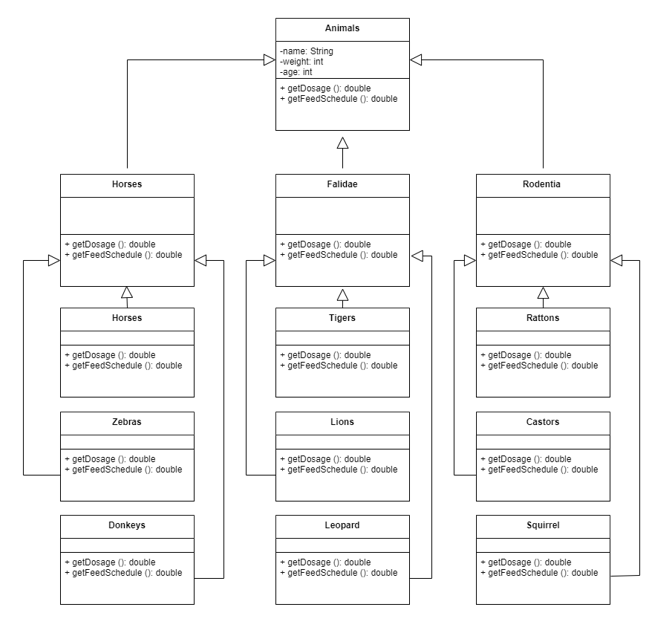 Animals
-name: String
-weight: int
-age: int
+ getDosage (): double
+ getFeedSchedule (): double
Horses
+ getDosage (): double
+ getFeedSchedule (): double
Falidae
+ getDosage (): double
+ getFeedSchedule (): double
Rodentia
+ getDosage (): double
+ getFeedSchedule (): double
Horses
+ getDosage (): double
+ getFeedSchedule (): double
Tigers
+ getDosage (): double
+ getFeedSchedule (): double
Rattons
+ getDosage (): double
+ getFeedSchedule (): double
Zebras
+ getDosage (): double
+ getFeedSchedule (): double
Lions
+ getDosage (): double
+ getFeedSchedule (): double
Castors
+ getDosage (): double
+ getFeedSchedule (): double
Donkeys
+ getDosage (): double
+ getFeedSchedule (): double
Leopard
+ getDosage (): double
+ getFeedSchedule (): double
Squirrel
+ getDosage (): double
+ getFeedSchedule (): double